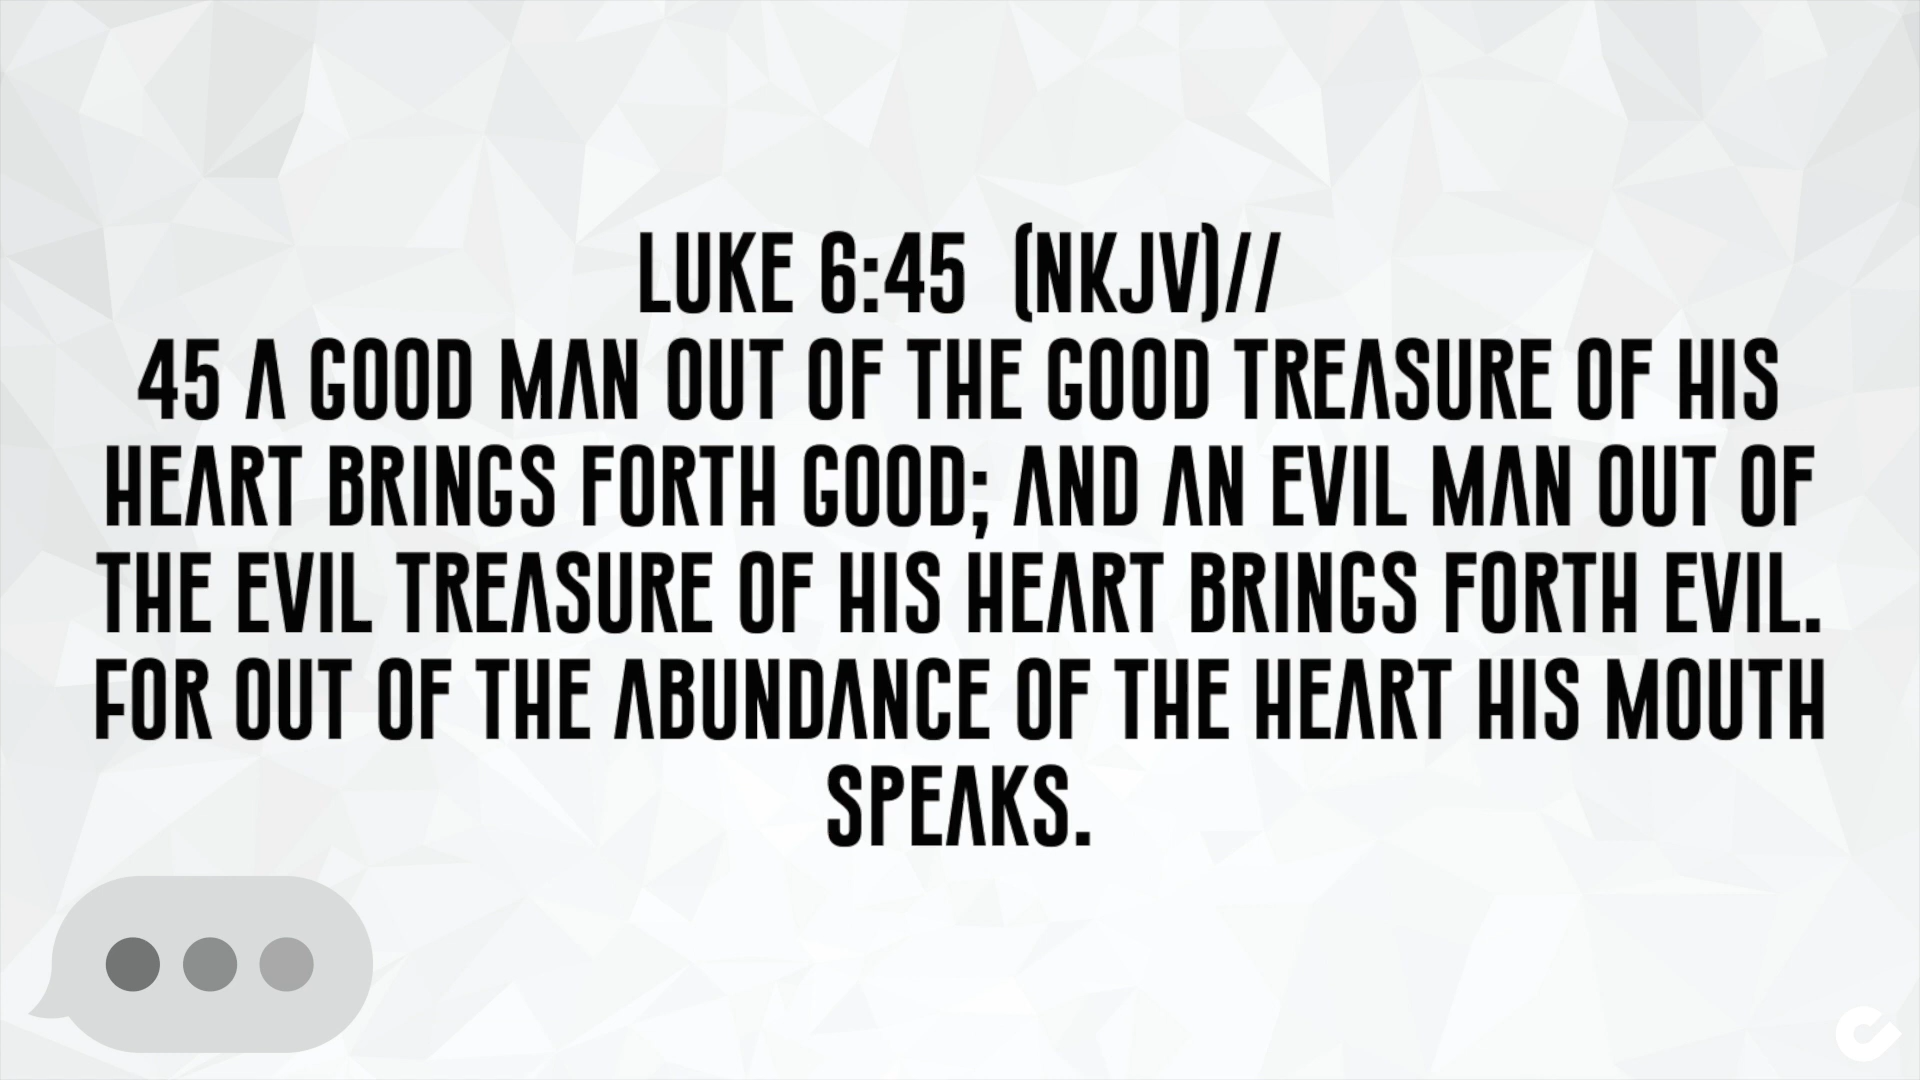 LUKE 6:45  (NKJV)//
45 A GOOD MAN OUT OF THE GOOD TREASURE OF HIS
HEART BRINGS FORTH GOOD; AND AN EVIL MAN OUT OF
THE EVIL TREASURE OF HIS HEART BRINGS FORTH EVIL.
FOR OUT OF THE ABUNDANCE OF THE HEART HIS MOUTH
SPEAKS.